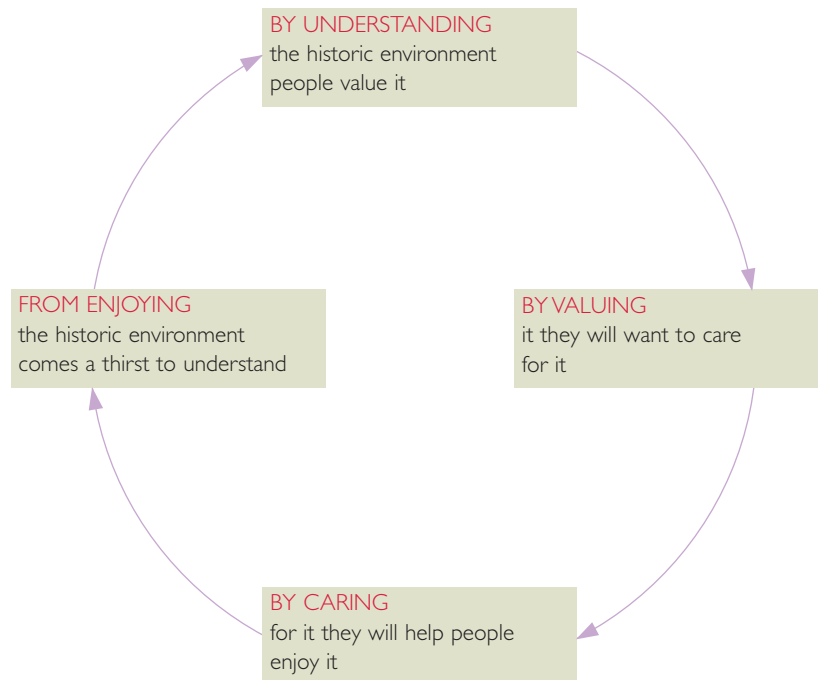 BY UNDERSTANDING
the historic environment
people value it
BY VALUING
it they will want to care
for it
BY CARING
for it they will help people
enjoy it
FROM ENJOYING
the historic environment
comes a thirst to understand